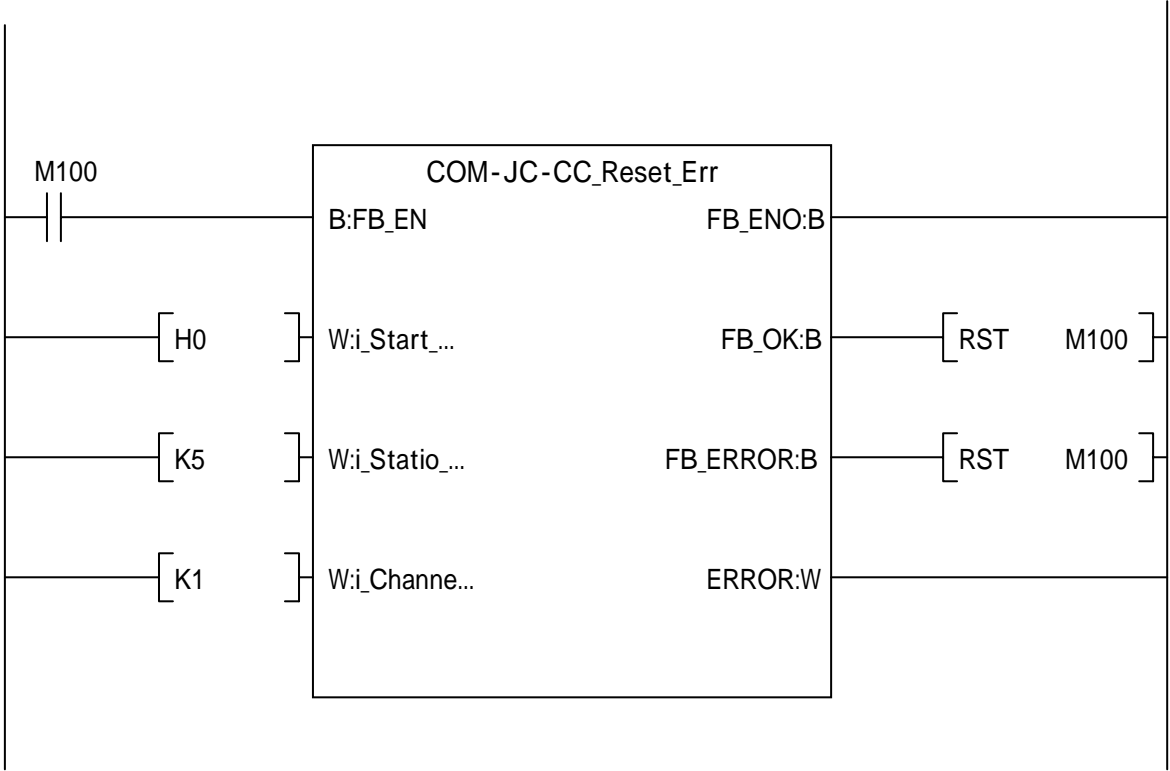 M100
COM-JC-CC_Reset_Err
B:FB_EN FB_ENO:B
H0 W:i_Start_... FB_OK:B RST M100
K5 W:i_Statio_... FB_ERROR:B RST M100
K1 W:i_Channe... ERROR:W